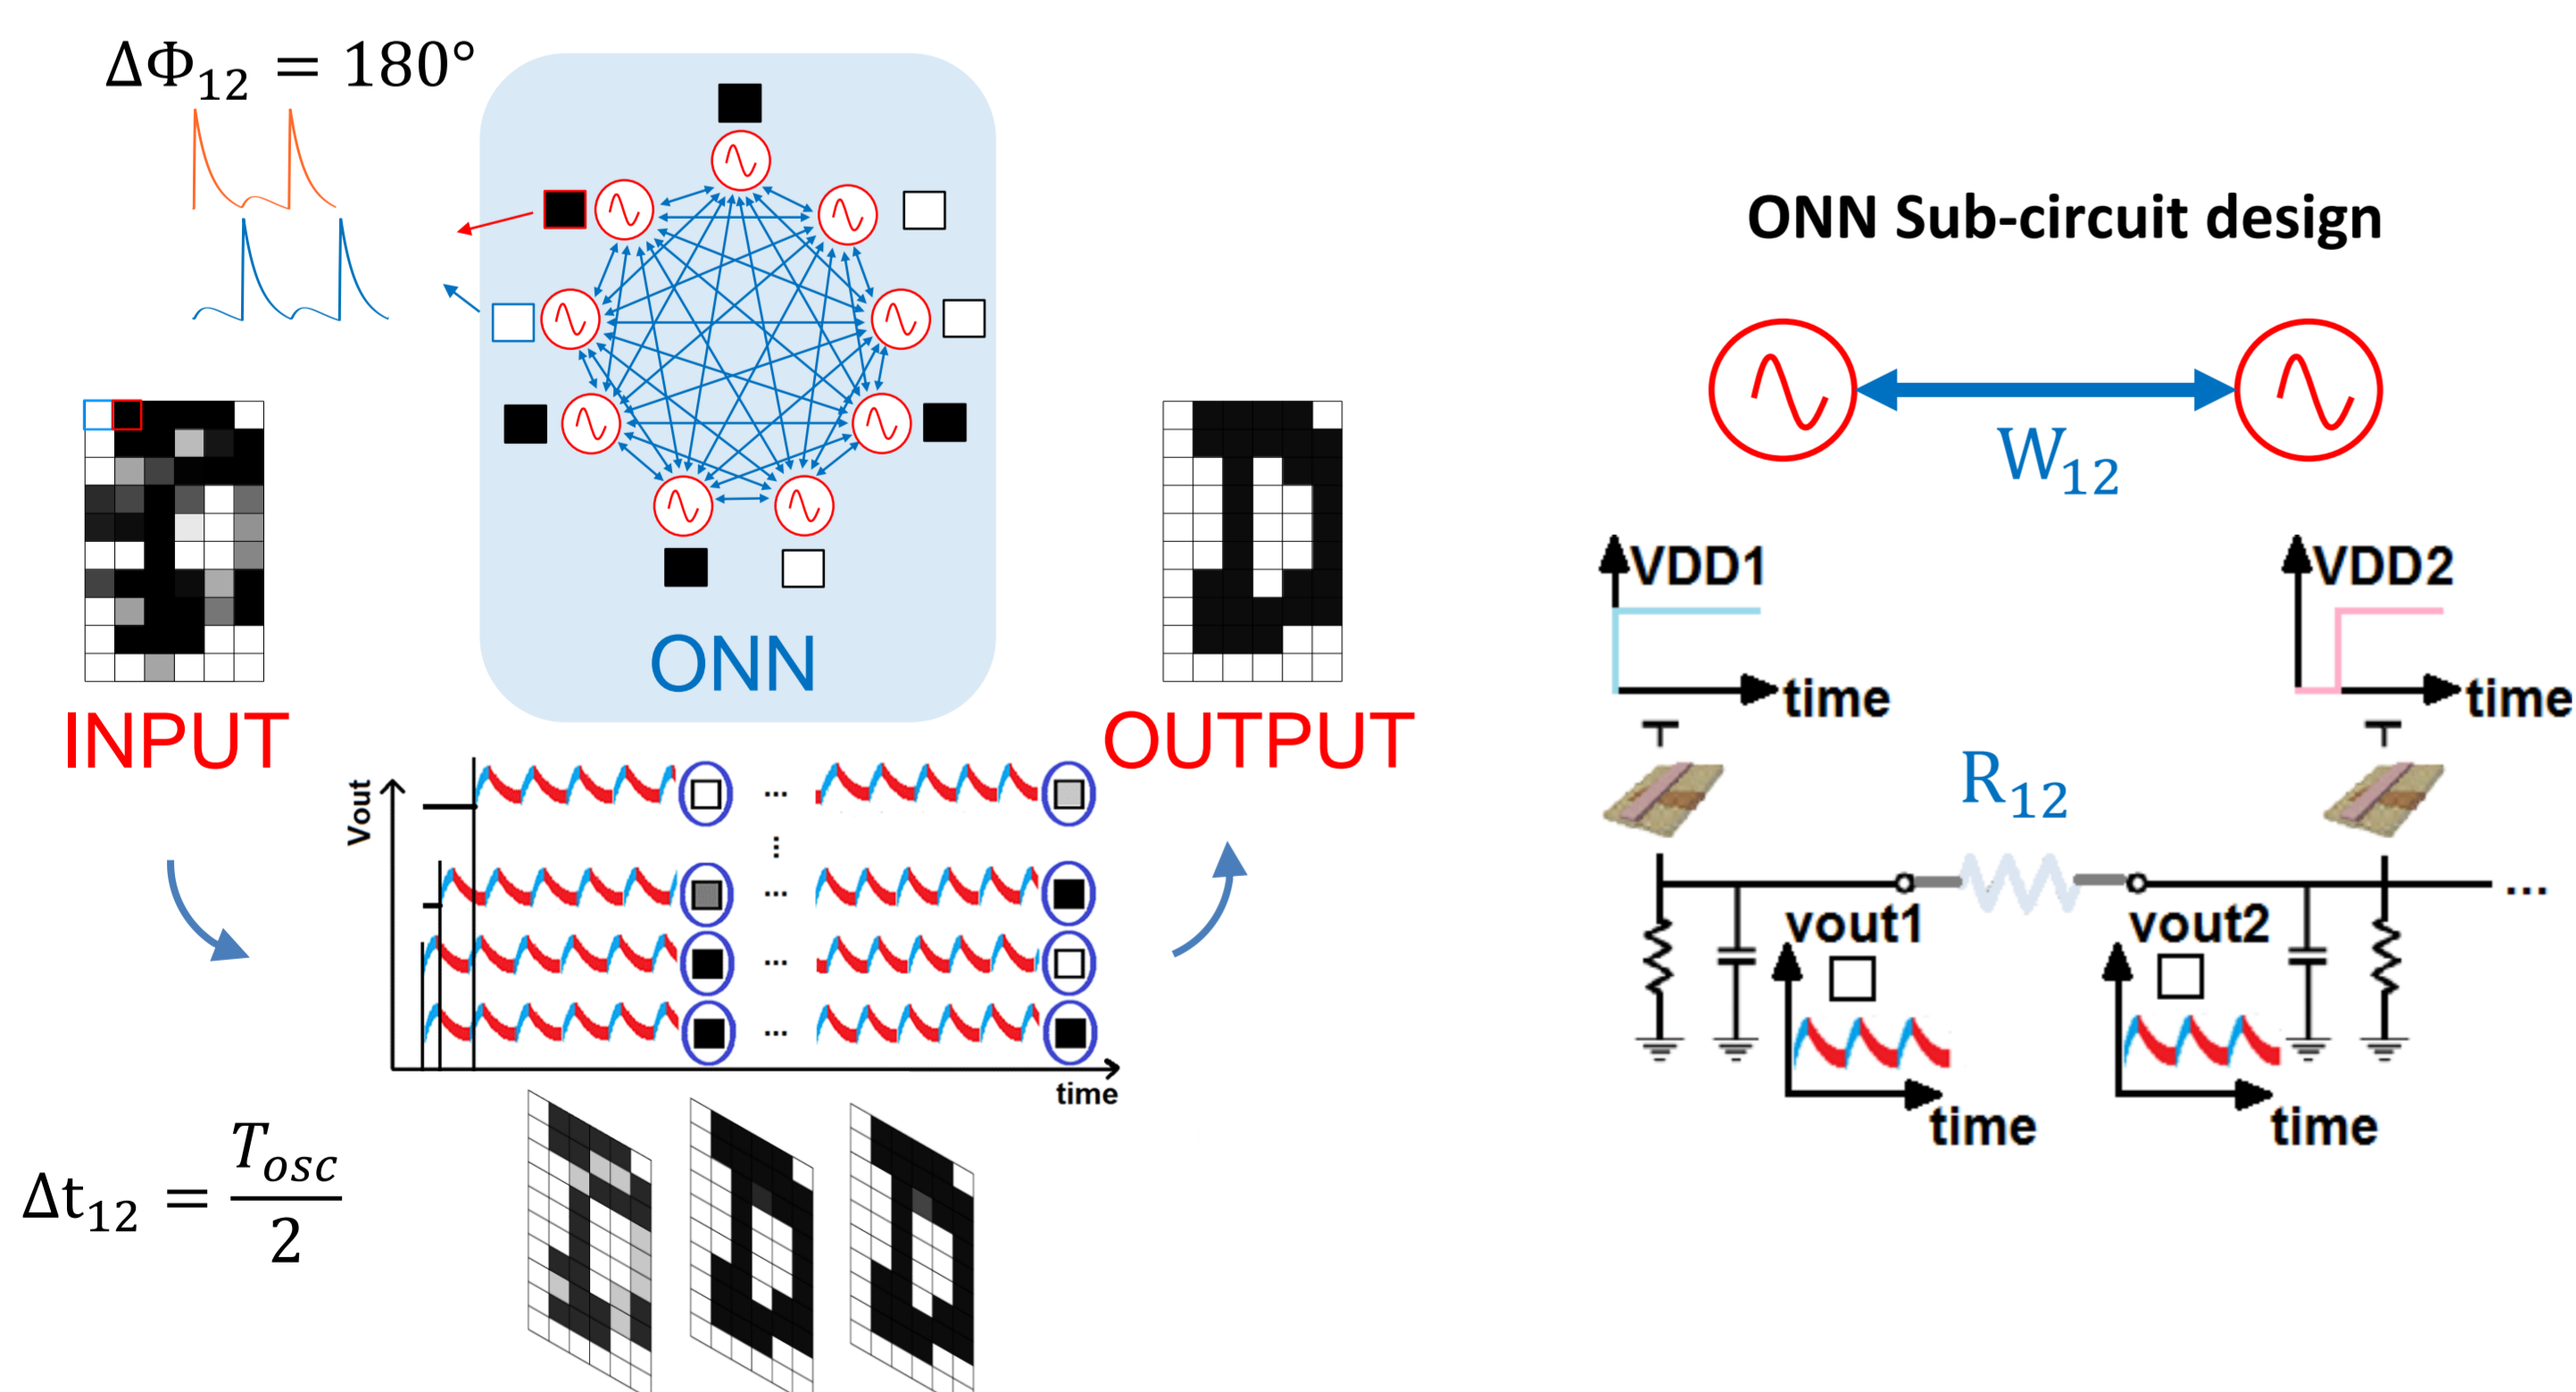 ΔΦ₁₂ = 180°
ONN
INPUT
OUTPUT
Vout
...
...
...
...
...
time
Δt₁₂ = Tₒₛc/2
ONN Sub-circuit design
W₁₂
VDD1
time
VDD2
time
R₁₂
...
vout1
time
vout2
time